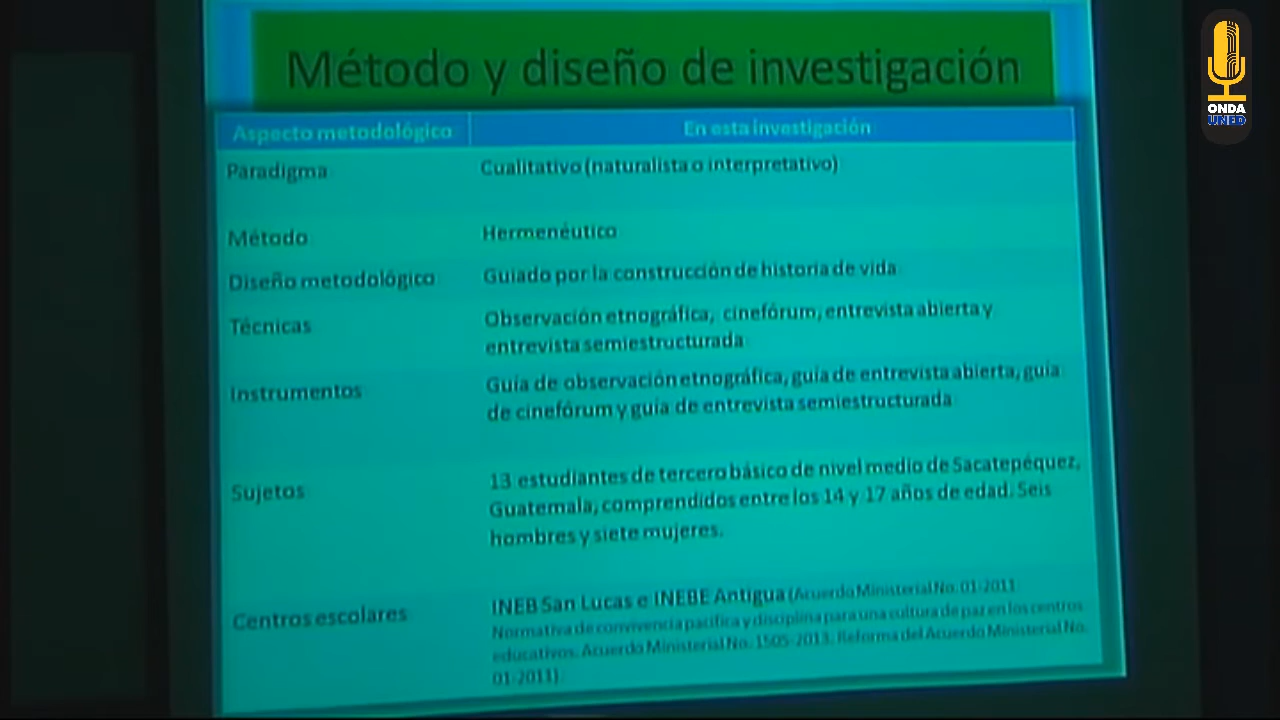 Método y diseño de investigación
Aspecto metodológico
En esta investigación
Paradigma
Cualitativo (naturalista o interpretativo)
Método
Hermenéutico
Diseño metodológico
Guiado por la construcción de historia de vida
Técnicas
Observación etnográfica, cinefórum, entrevista abierta y
entrevista semiestructurada
Instrumentos
Guía de observación etnográfica, guía de entrevista abierta, guía
de cinefórum y guía de entrevista semiestructurada
Sujetos
13 estudiantes de tercero básico de nivel medio de Sacatepéquez,
Guatemala, comprendidos entre los 14 y 17 años de edad. Seis
hombres y siete mujeres.
Centros escolares
INEB San Lucas e INEBE Antigua (Acuerdo Ministerial No. 01-2011
Normativa de convivencia pacífica y disciplina para una cultura de paz en los centros
educativos. Acuerdo Ministerial No. 1505-2013. Reforma del Acuerdo Ministerial No.
01-2011)
ONDA
UNED